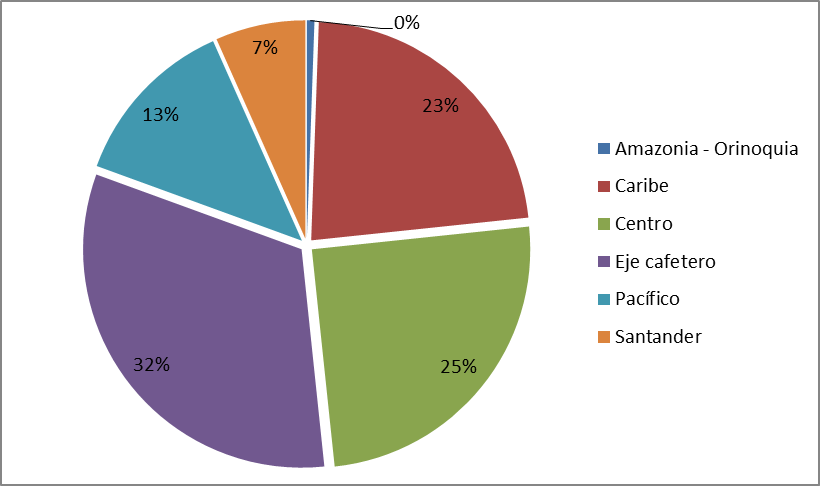 0%
7%
23%
13%
32%
25%
Amazonia - Orinoquia
Caribe
Centro
Eje cafetero
Pacífico
Santander